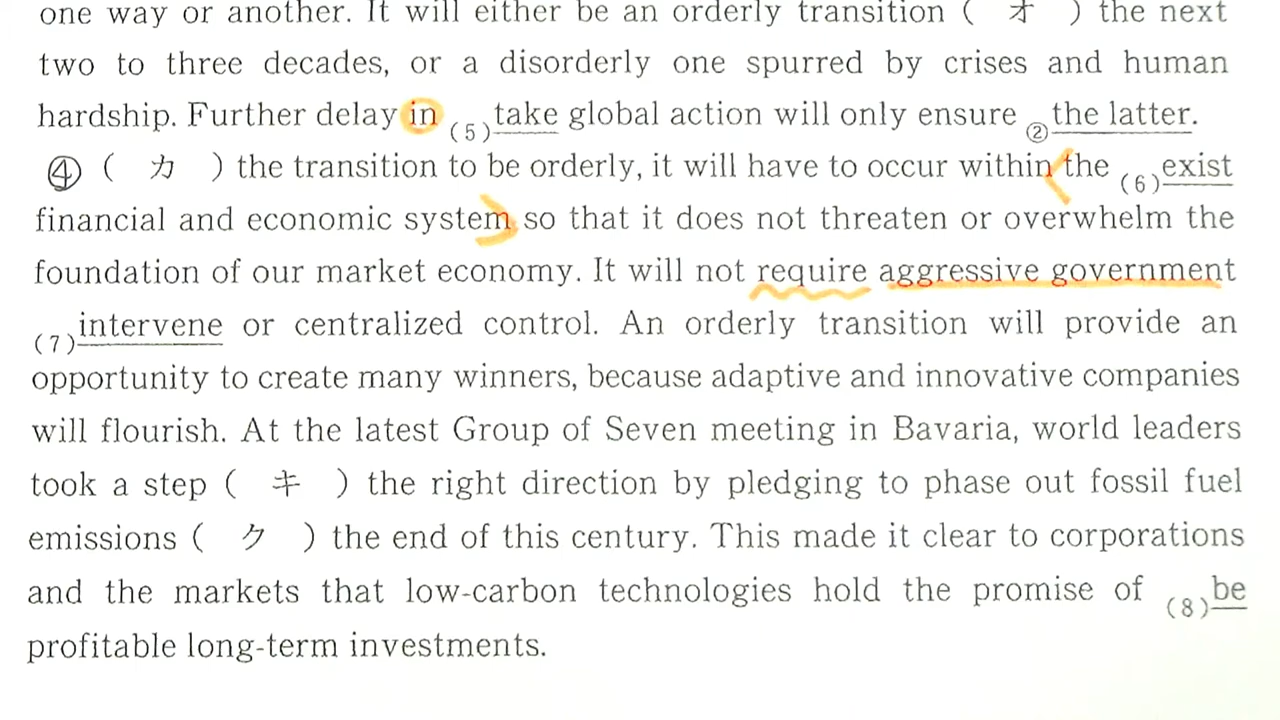 one way or another. It will either be an orderly transition ( オ ) the next
two to three decades, or a disorderly one spurred by crises and human
hardship. Further delay in (5)take global action will only ensure ②the latter.
④ ( カ ) the transition to be orderly, it will have to occur within the (6)exist
financial and economic system so that it does not threaten or overwhelm the
foundation of our market economy. It will not require aggressive government
(7)intervene or centralized control. An orderly transition will provide an
opportunity to create many winners, because adaptive and innovative companies
will flourish. At the latest Group of Seven meeting in Bavaria, world leaders
took a step ( キ ) the right direction by pledging to phase out fossil fuel
emissions ( ク ) the end of this century. This made it clear to corporations
and the markets that low-carbon technologies hold the promise of (8)be
profitable long-term investments.